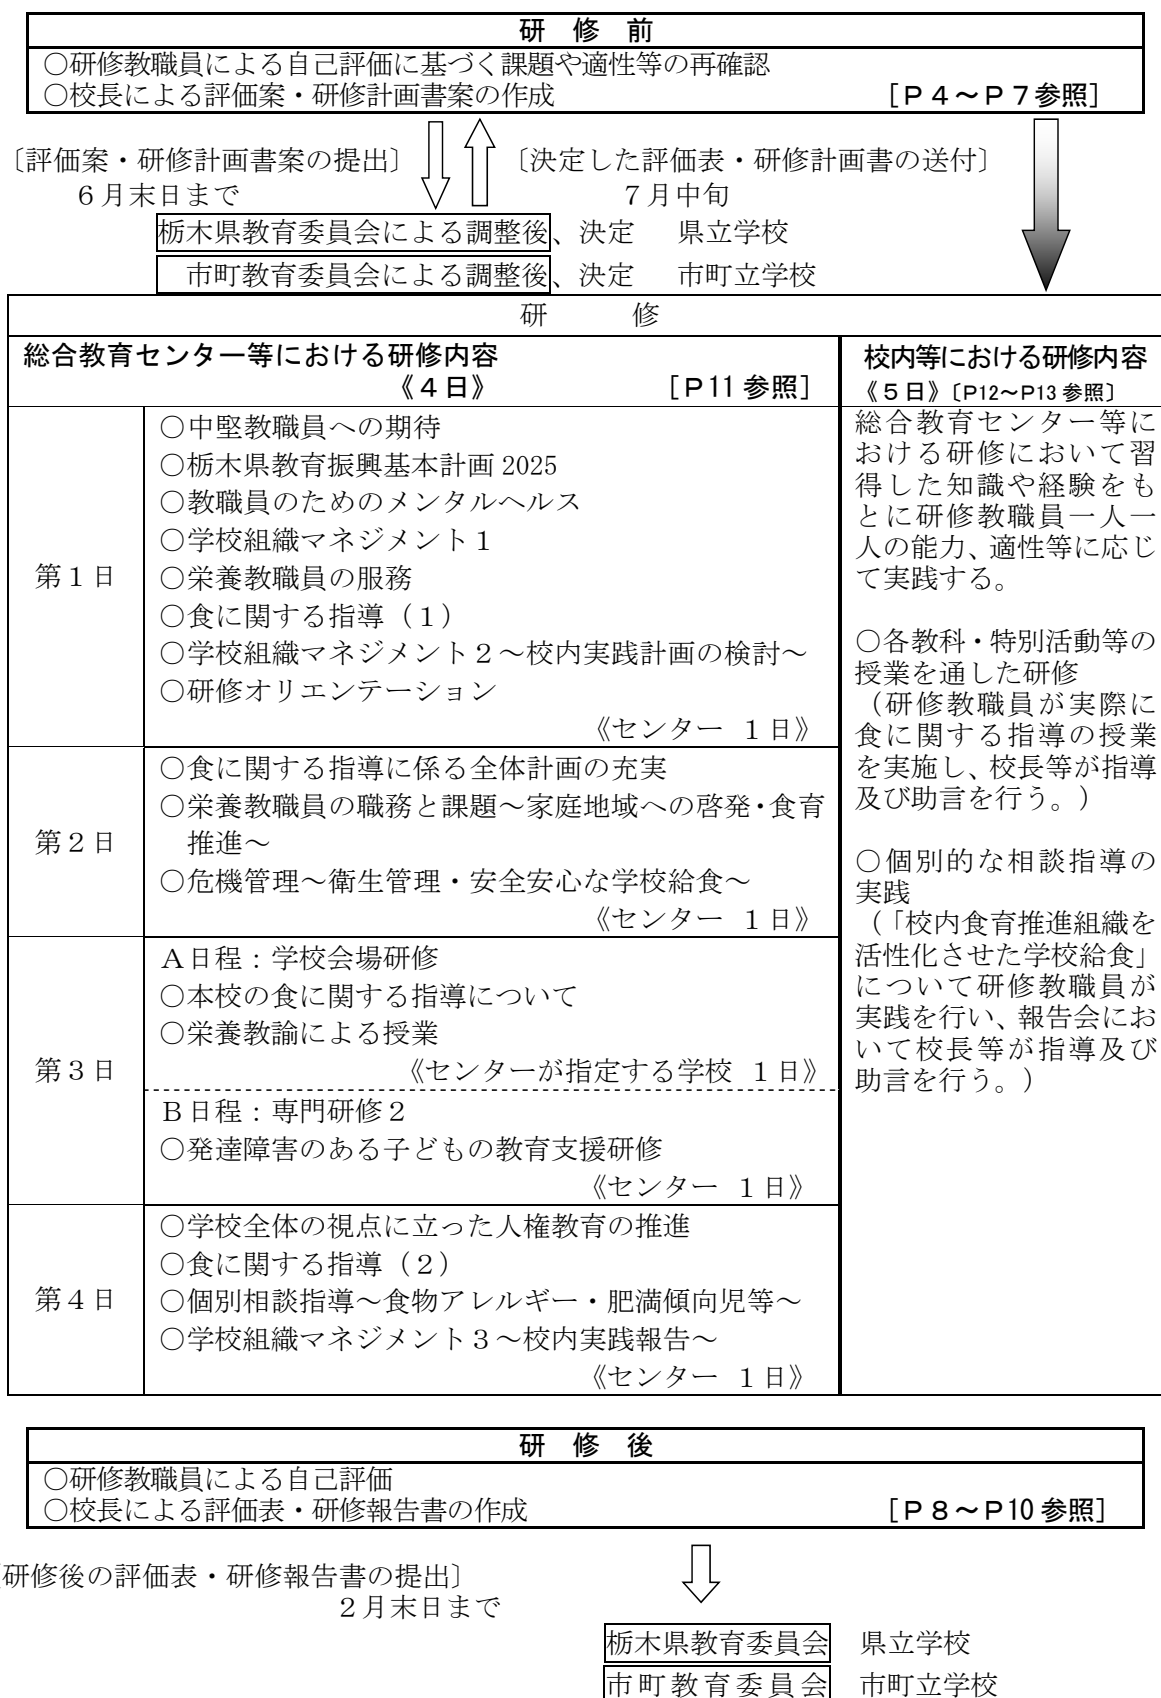 研　修　前
○研修教職員による自己評価に基づく課題や適性等の再確認
○校長による評価案・研修計画書案の作成　［Ｐ４～Ｐ７参照］
〔評価案・研修計画書案の提出〕　〔決定した評価表・研修計画書の送付〕
６月末日まで　７月中旬
栃木県教育委員会による調整後、決定　県立学校
市町教育委員会による調整後、決定　市町立学校
研　修
総合教育センター等における研修内容
《４日》　［Ｐ11 参照］
第１日
○中堅教職員への期待
○栃木県教育振興基本計画 2025
○教職員のためのメンタルヘルス
○学校組織マネジメント１
○栄養教職員の服務
○食に関する指導（１）
○学校組織マネジメント２～校内実践計画の検討～
○研修オリエンテーション
《センター　１日》
第２日
○食に関する指導に係る全体計画の充実
○栄養教職員の職務と課題～家庭地域への啓発・食育
推進～
○危機管理～衛生管理・安全安心な学校給食～
《センター　１日》
第３日
Ａ日程：学校会場研修
○本校の食に関する指導について
○栄養教諭による授業
《センターが指定する学校　１日》
Ｂ日程：専門研修２
○発達障害のある子どもの教育支援研修
《センター　１日》
第４日
○学校全体の視点に立った人権教育の推進
○食に関する指導（２）
○個別相談指導～食物アレルギー・肥満傾向児等～
○学校組織マネジメント３～校内実践報告～
《センター　１日》
校内等における研修内容
《５日》〔P12～P13 参照〕
総合教育センター等に
おける研修において習
得した知識や経験をも
とに研修教職員一人一
人の能力、適性等に応じ
て実践する。
○各教科・特別活動等の
授業を通した研修
（研修教職員が実際に
食に関する指導の授業
を実施し、校長等が指導
及び助言を行う。）
○個別的な相談指導の
実践
（「校内食育推進組織を
活性化させた学校給食」
について研修教職員が
実践を行い、報告会にお
いて校長等が指導及び
助言を行う。）
研　修　後
○研修教職員による自己評価
○校長による評価表・研修報告書の作成　［Ｐ８～Ｐ10 参照］
研修後の評価表・研修報告書の提出〕
２月末日まで
栃木県教育委員会　県立学校
市町教育委員会　市町立学校